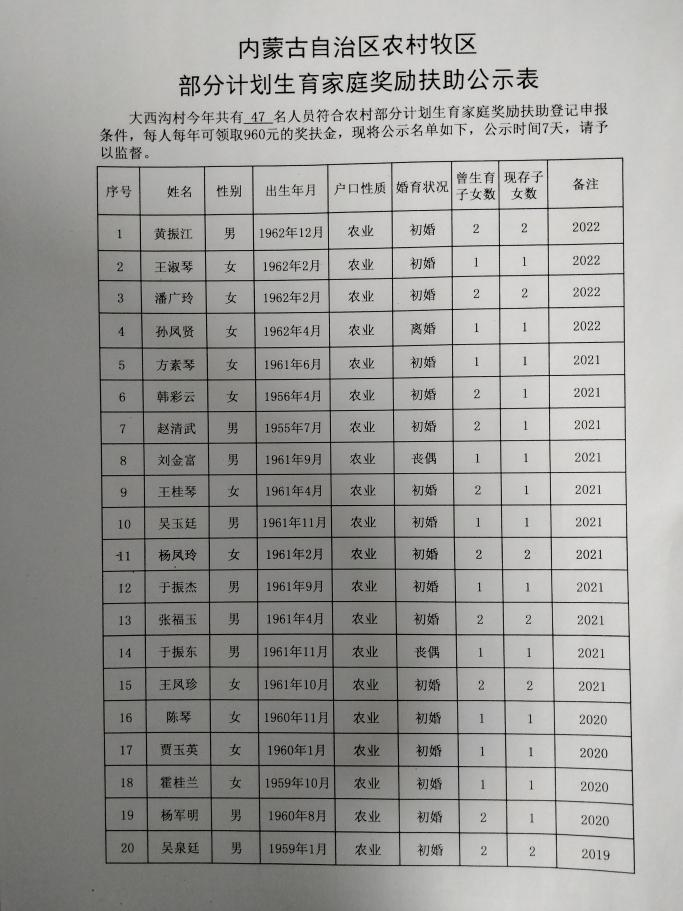 内蒙古自治区农村牧区
部分计划生育家庭奖励扶助公示表
大西沟村今年共有 47 名人员符合农村部分计划生育家庭奖励扶助登记申报
条件，每人每年可领取960元的奖扶金，现将公示名单如下，公示时间7天，请予
以监督。
序号 姓名 性别 出生年月 户口性质 婚育状况 曾生育子女数 现存子女数 备注
1 黄振江 男 1962年12月 农业 初婚 2 2 2022
2 王淑琴 女 1962年2月 农业 初婚 1 1 2022
3 潘广玲 女 1962年2月 农业 初婚 2 2 2022
4 孙凤贤 女 1962年4月 农业 离婚 1 1 2022
5 方素琴 女 1961年6月 农业 初婚 1 1 2021
6 韩彩云 女 1956年4月 农业 初婚 2 1 2021
7 赵清武 男 1955年7月 农业 初婚 2 1 2021
8 刘金富 男 1961年9月 农业 丧偶 1 1 2021
9 王桂琴 女 1961年4月 农业 初婚 2 1 2021
10 吴玉廷 男 1961年11月 农业 初婚 1 1 2021
11 杨凤玲 女 1961年2月 农业 初婚 2 2 2021
12 于振杰 男 1961年9月 农业 初婚 1 1 2021
13 张福玉 男 1961年4月 农业 初婚 2 2 2021
14 于振东 男 1961年11月 农业 丧偶 1 1 2021
15 王凤珍 女 1961年10月 农业 初婚 2 2 2021
16 陈琴 女 1960年11月 农业 初婚 1 1 2020
17 贾玉英 女 1960年1月 农业 初婚 1 1 2020
18 霍桂兰 女 1959年10月 农业 初婚 1 1 2020
19 杨军明 男 1960年8月 农业 初婚 2 1 2020
20 吴泉廷 男 1959年1月 农业 初婚 2 2 2019